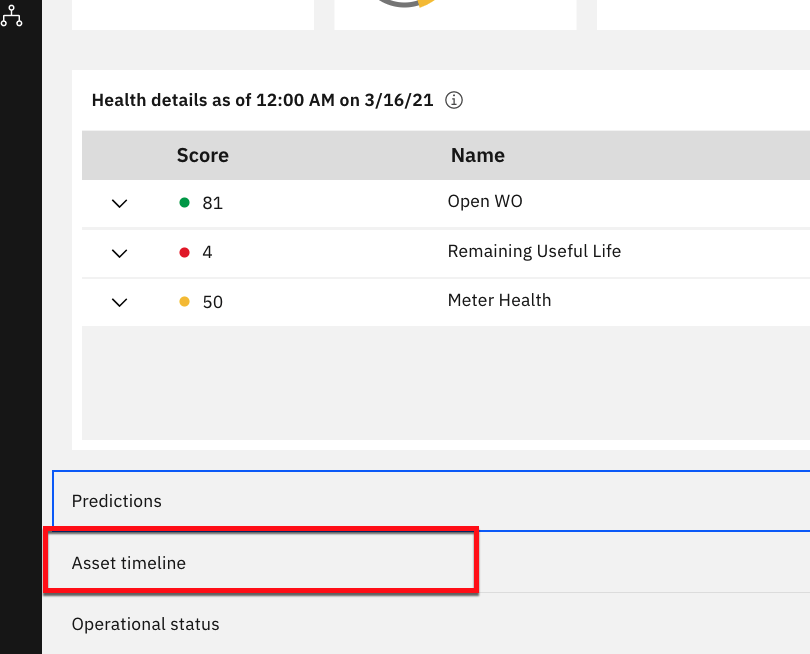 Health details as of 12:00 AM on 3/16/21
Score Name
81 Open WO
4 Remaining Useful Life
50 Meter Health
Predictions
Asset timeline
Operational status